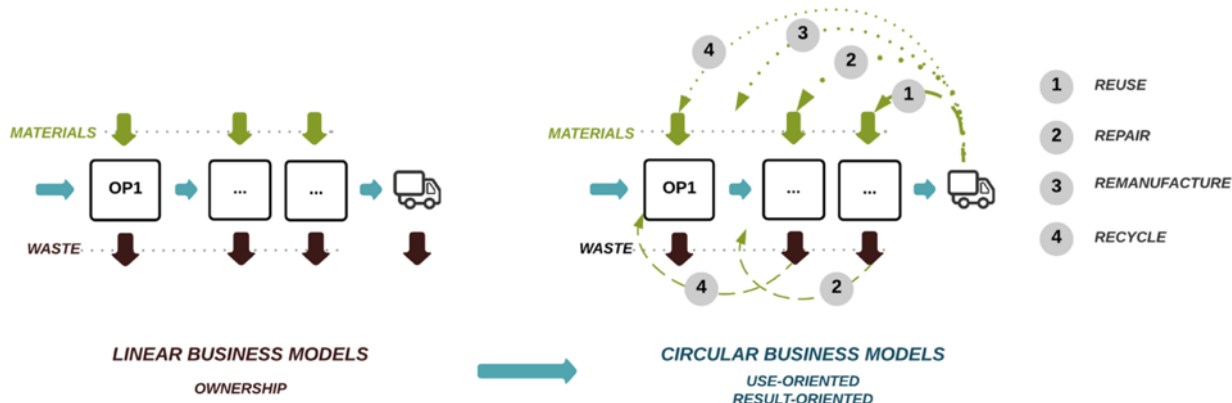 4
3
2
1
1 REUSE
MATERIALS
MATERIALS
2 REPAIR
OP1
...
...
OP1
...
...
3 REMANUFACTURE
WASTE
WASTE
4 RECYCLE
4
2
LINEAR BUSINESS MODELS
CIRCULAR BUSINESS MODELS
OWNERSHIP
USE-ORIENTED
RESULT-ORIENTED